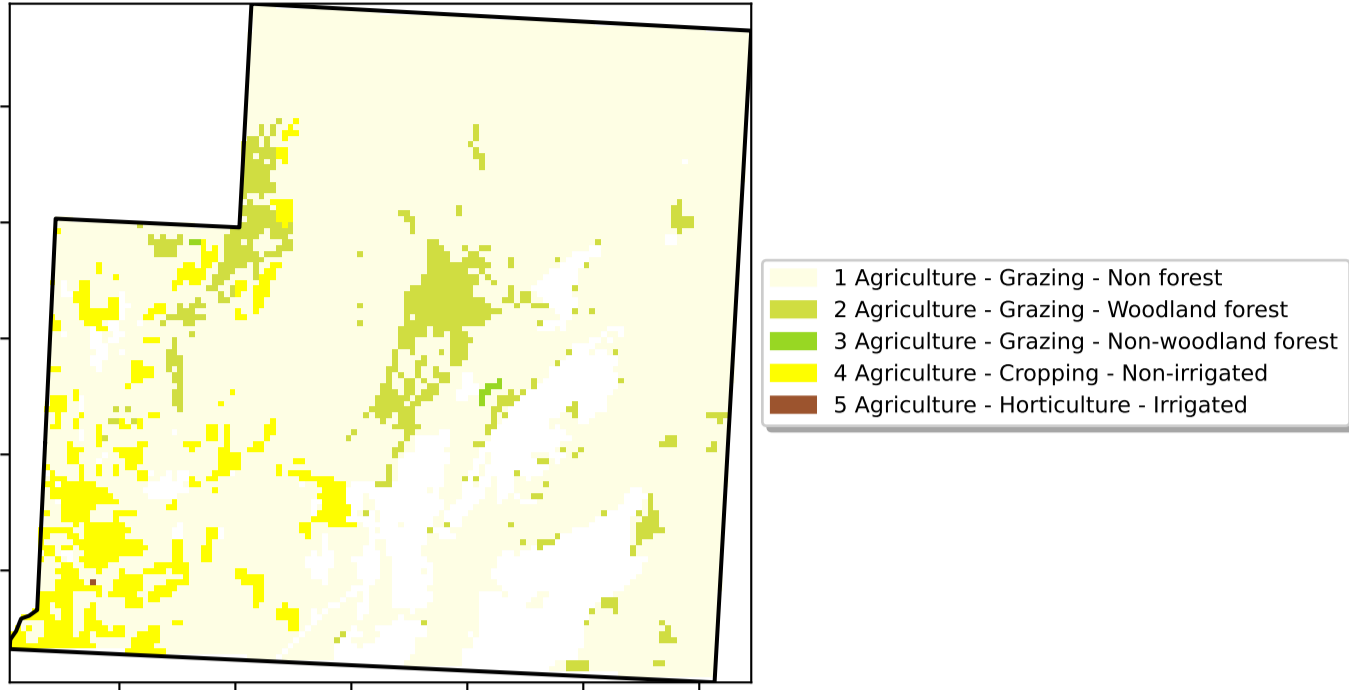 1 Agriculture - Grazing - Non forest
2 Agriculture - Grazing - Woodland forest
3 Agriculture - Grazing - Non-woodland forest
4 Agriculture - Cropping - Non-irrigated
5 Agriculture - Horticulture - Irrigated